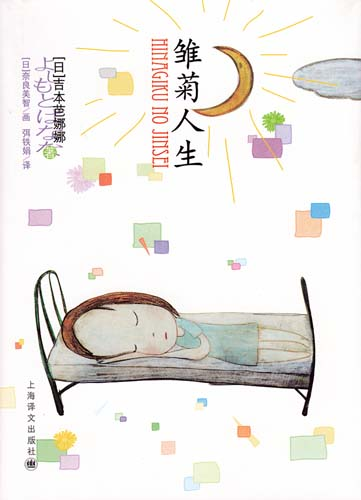 雏菊人生
HINAGIKU NO JINSEI
[日]吉本芭娜娜 著
よしもとばなな
[日]奈良美智/画 弭铁娟/译
上海译文出版社